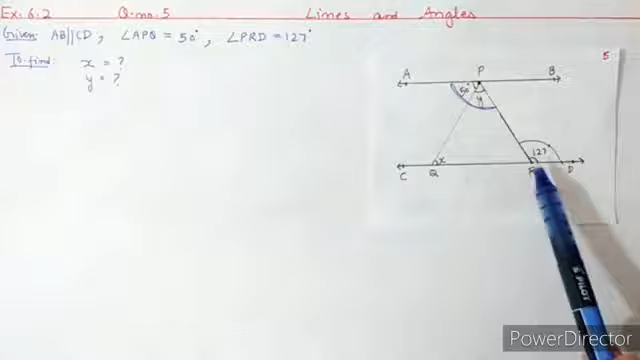 Ex. 6.2 Q.no. 5 Lines and Angles
Given: AB||CD, ∠APQ = 50°, ∠PRD = 127°
To find: x = ?
y = ?
5
A P B
50° y
127°
x
C Q D
PILOT
PowerDirector